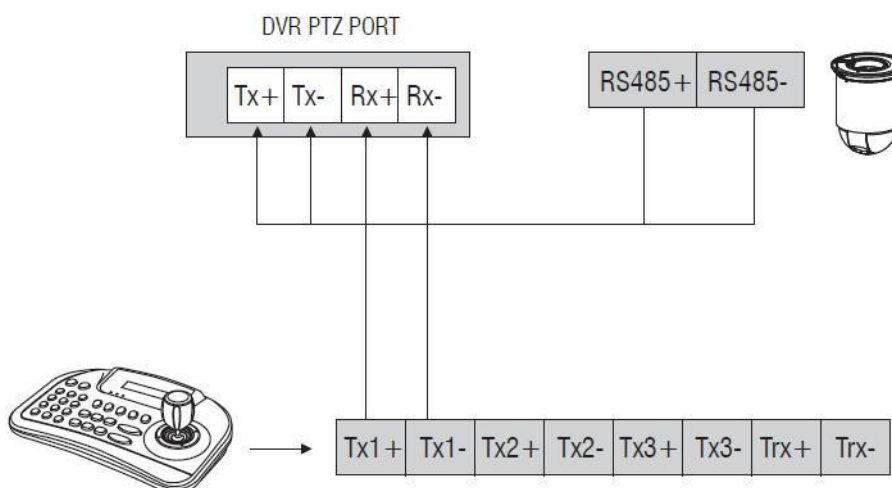 DVR PTZ PORT
Tx+ Tx- Rx+ Rx-
RS485+ RS485-
Tx1+ Tx1- Tx2+ Tx2- Tx3+ Tx3- Trx+ Trx-